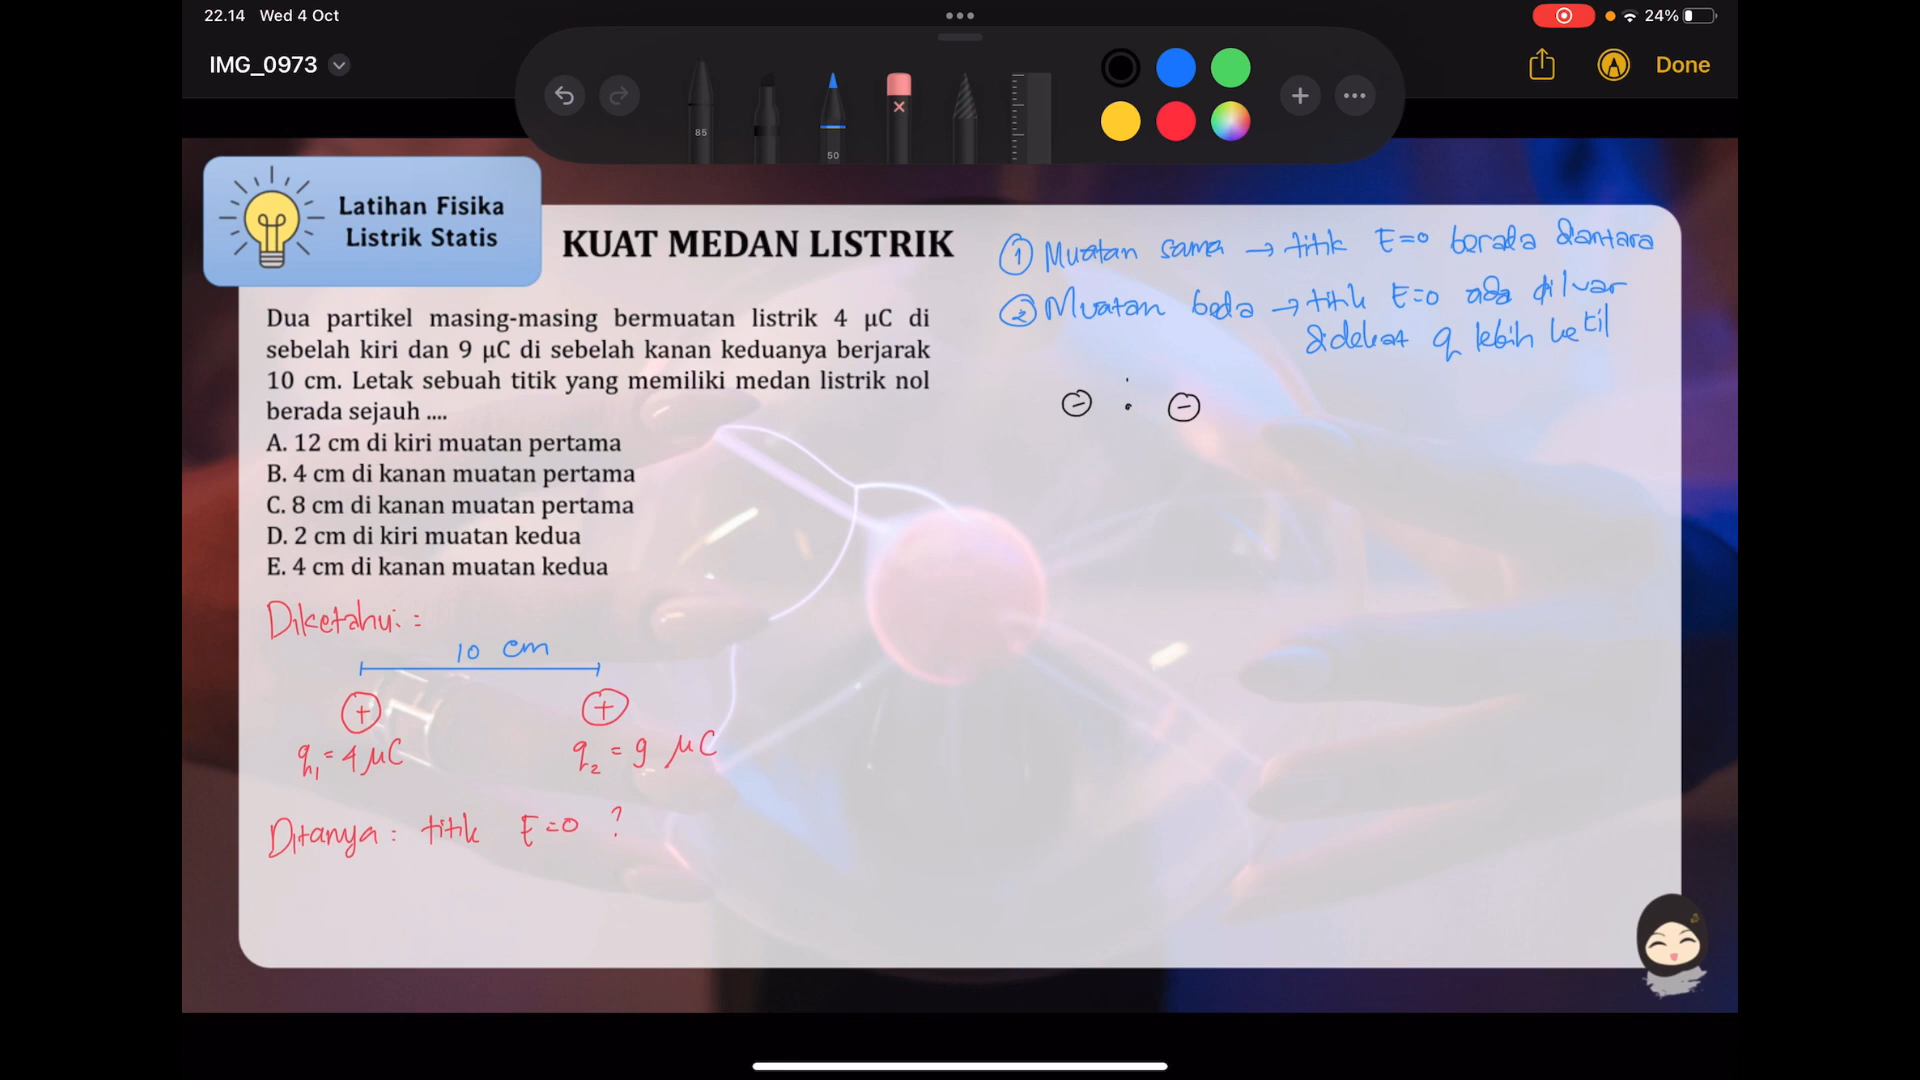 22.14 Wed 4 Oct
24%
IMG_0973
Done
85
50
Latihan Fisika
Listrik Statis
KUAT MEDAN LISTRIK
Dua partikel masing-masing bermuatan listrik 4 μC di
sebelah kiri dan 9 μC di sebelah kanan keduanya berjarak
10 cm. Letak sebuah titik yang memiliki medan listrik nol
berada sejauh ....
A. 12 cm di kiri muatan pertama
B. 4 cm di kanan muatan pertama
C. 8 cm di kanan muatan pertama
D. 2 cm di kiri muatan kedua
E. 4 cm di kanan muatan kedua
Diketahui :
10 cm
+ +
q₁ = 4 μC q₂ = 9 μC
Ditanya : titik E=0 ?
① Muatan sama → titik E=0 berada diantara
② Muatan beda → titik E=0 ada diluar
didekat q lebih kecil
− −